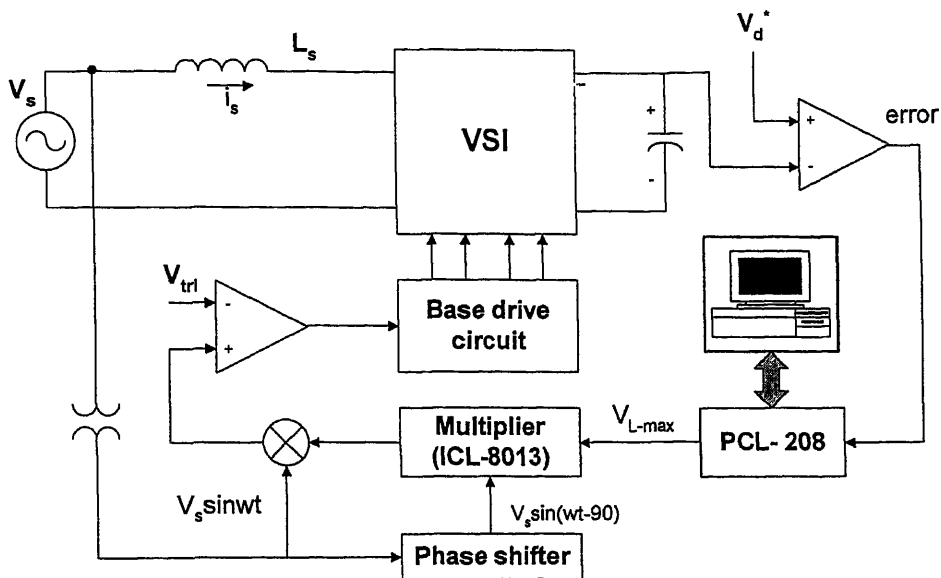 V_d*
L_s
error
V_s
i_s
VSI
+
-
-
+
-
V_tri
-
+
Base drive
circuit
Multiplier
(ICL-8013)
V_L-max
PCL- 208
V_s sinwt
V_s sin(wt-90)
Phase shifter